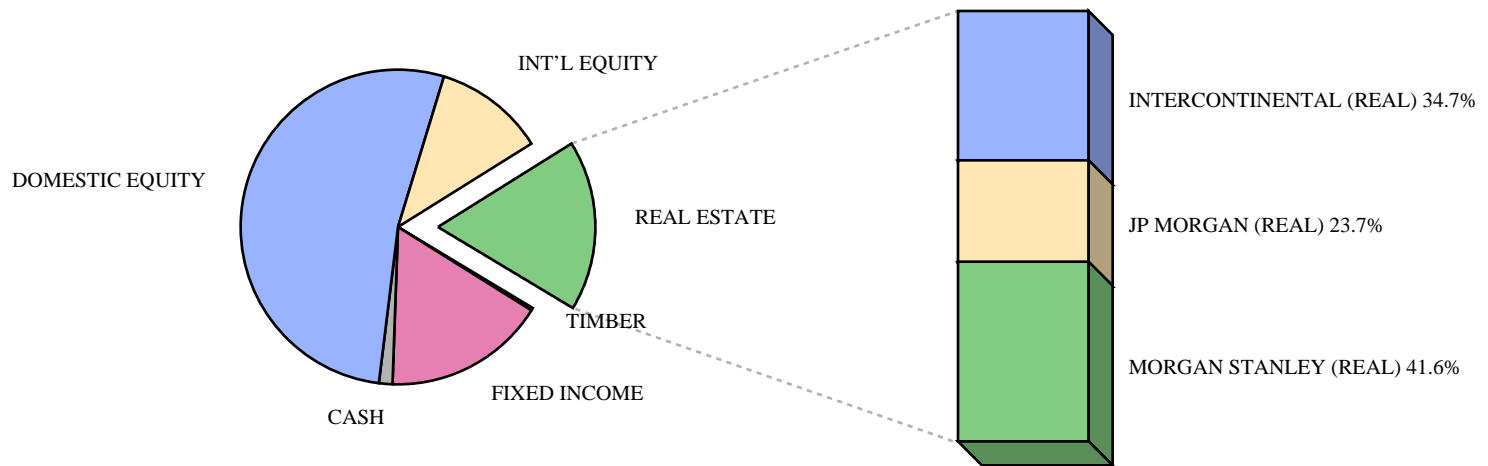 INT'L EQUITY
DOMESTIC EQUITY
REAL ESTATE
TIMBER
FIXED INCOME
CASH
INTERCONTINENTAL (REAL) 34.7%
JP MORGAN (REAL) 23.7%
MORGAN STANLEY (REAL) 41.6%